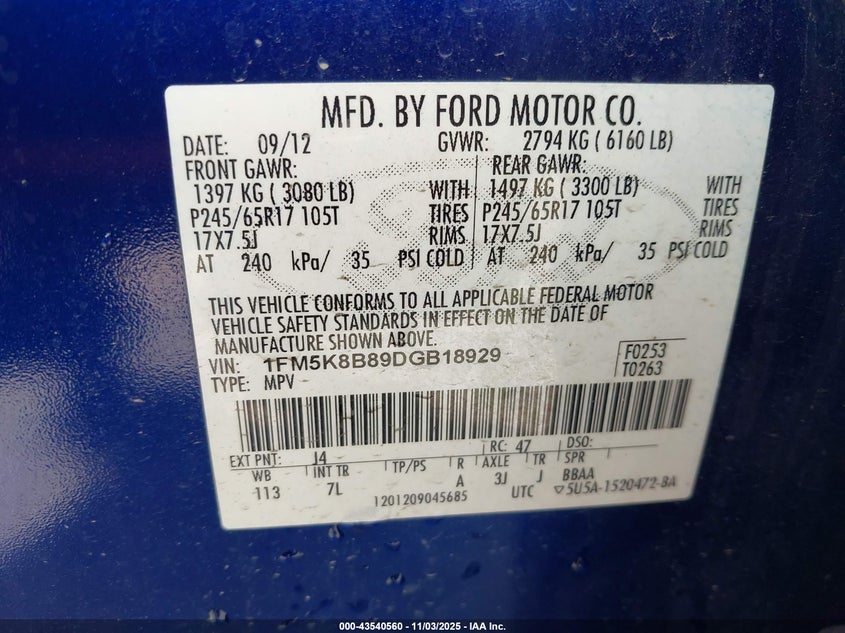 MFD. BY FORD MOTOR CO.
DATE: 09/12 GVWR: 2794 KG ( 6160 LB)
FRONT GAWR: REAR GAWR:
1397 KG ( 3080 LB) WITH 1497 KG ( 3300 LB) WITH
P245/65R17 105T TIRES P245/65R17 105T TIRES
17X7.5J RIMS 17X7.5J RIMS
AT 240 kPa/ 35 PSI COLD AT 240 kPa/ 35 PSI COLD
THIS VEHICLE CONFORMS TO ALL APPLICABLE FEDERAL MOTOR
VEHICLE SAFETY STANDARDS IN EFFECT ON THE DATE OF
MANUFACTURE SHOWN ABOVE.
VIN: 1FM5K8B89DGB18929 F0253
TYPE: MPV T0263
EXT PNT: J4 RC: 47 DSO:
WB INT TR TP/PS R AXLE TR SPR
113 7L A 3J J BBAA
1201209045685 UTC ▽5U5A-1520472-BA
000-43540560 - 11/03/2025 - IAA Inc.